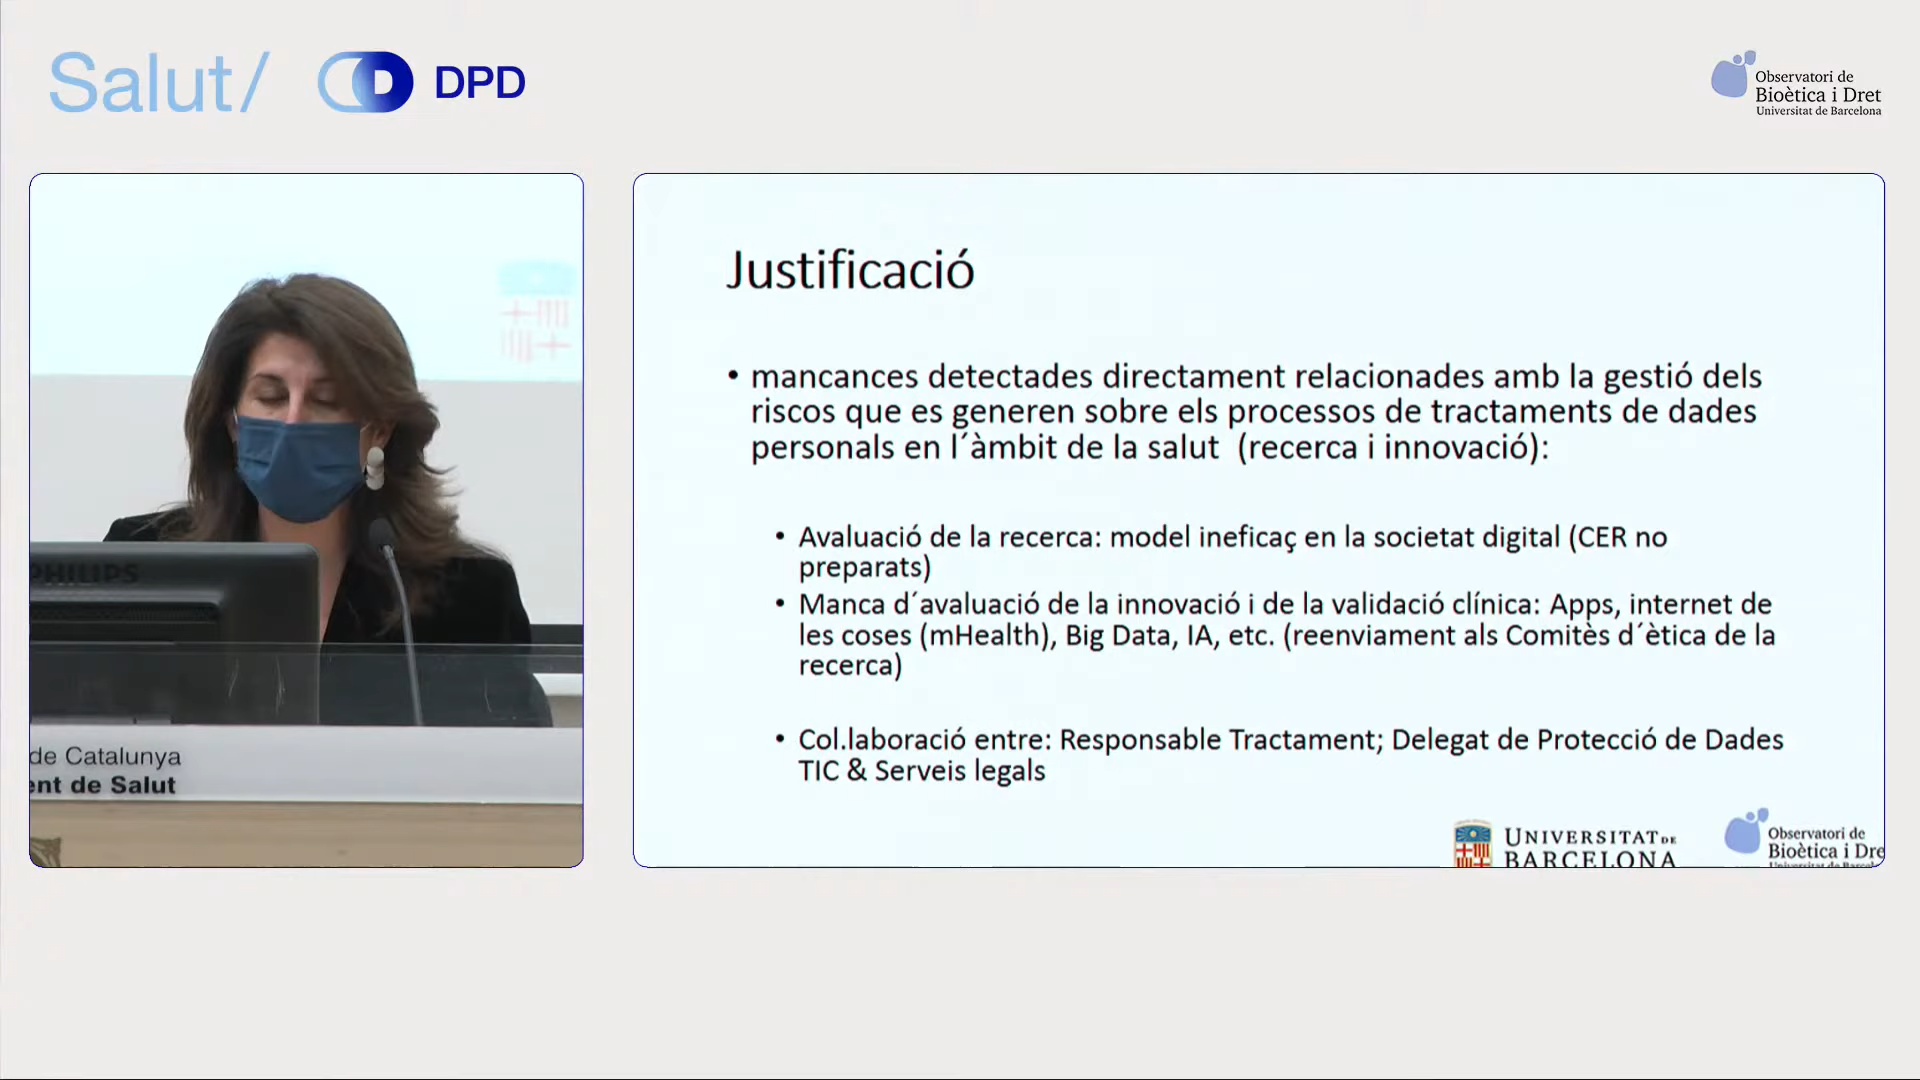 Salut/ DPD
Observatori de
Bioètica i Dret
Universitat de Barcelona
Justificació
• mancances detectades directament relacionades amb la gestió dels
riscos que es generen sobre els processos de tractaments de dades
personals en l´àmbit de la salut (recerca i innovació):
• Avaluació de la recerca: model ineficaç en la societat digital (CER no
preparats)
• Manca d´avaluació de la innovació i de la validació clínica: Apps, internet de
les coses (mHealth), Big Data, IA, etc. (reenviament als Comitès d´ètica de la
recerca)
• Col.laboració entre: Responsable Tractament; Delegat de Protecció de Dades
TIC & Serveis legals
UNIVERSITAT DE
BARCELONA
Observatori de
Bioètica i Dre
PHILIPS
de Catalunya
ent de Salut